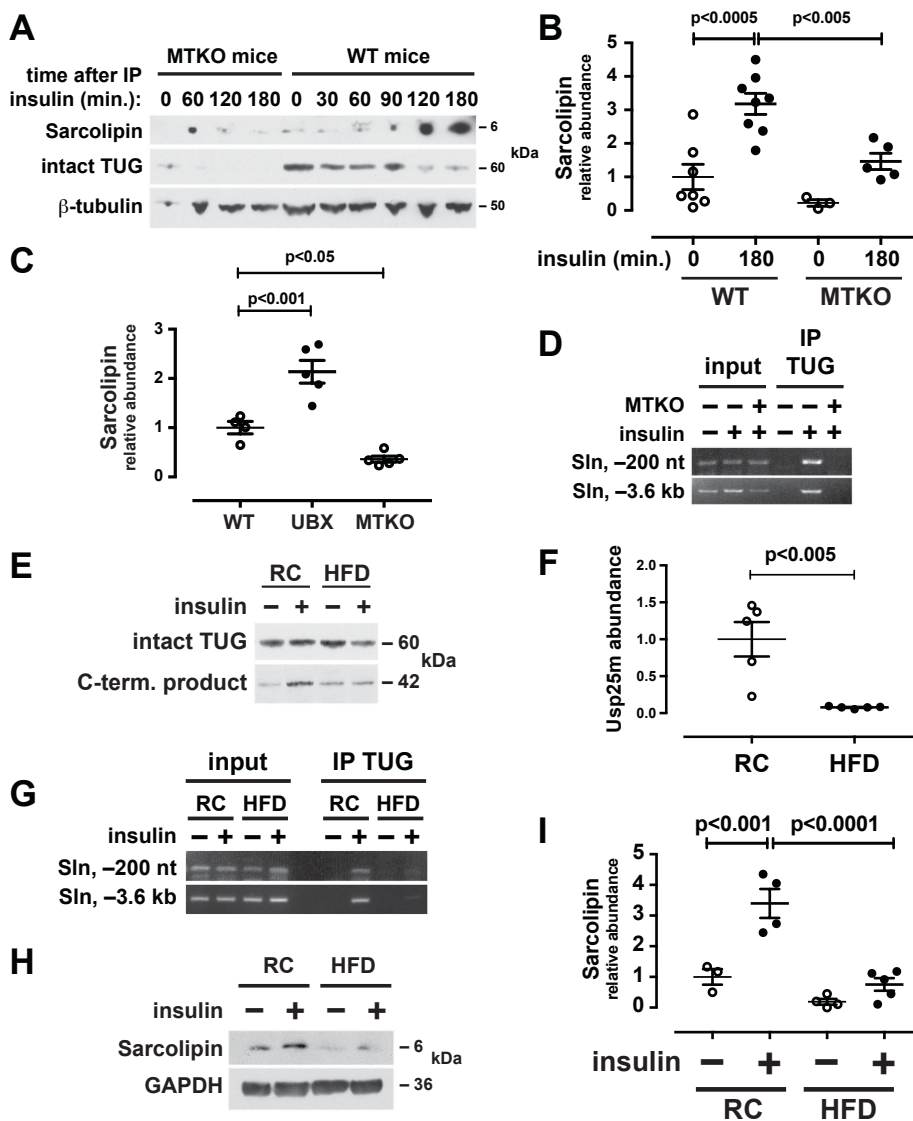 A
MTKO mice WT mice
time after IP
insulin (min.): 0 60 120 180 0 30 60 90 120 180
Sarcolipin – 6
kDa
intact TUG – 60
β-tubulin – 50
B
p<0.0005 p<0.005
Sarcolipin
relative abundance
5
4
3
2
1
0
insulin (min.) 0 180 0 180
WT MTKO
C
p<0.05
p<0.001
Sarcolipin
relative abundance
3
2
1
0
WT UBX MTKO
D
IP
input TUG
MTKO – – + – – +
insulin – + + – + +
Sln, –200 nt
Sln, –3.6 kb
E
RC HFD
insulin – + – +
intact TUG – 60
kDa
C-term. product – 42
F
p<0.005
Usp25m abundance
2.0
1.5
1.0
0.5
0.0
RC HFD
G
input IP TUG
RC HFD RC HFD
insulin – + – + – + – +
Sln, –200 nt
Sln, –3.6 kb
H
RC HFD
insulin – + – +
Sarcolipin – 6
kDa
GAPDH – 36
I
p<0.001 p<0.0001
Sarcolipin
relative abundance
5
4
3
2
1
0
insulin – + – +
RC HFD